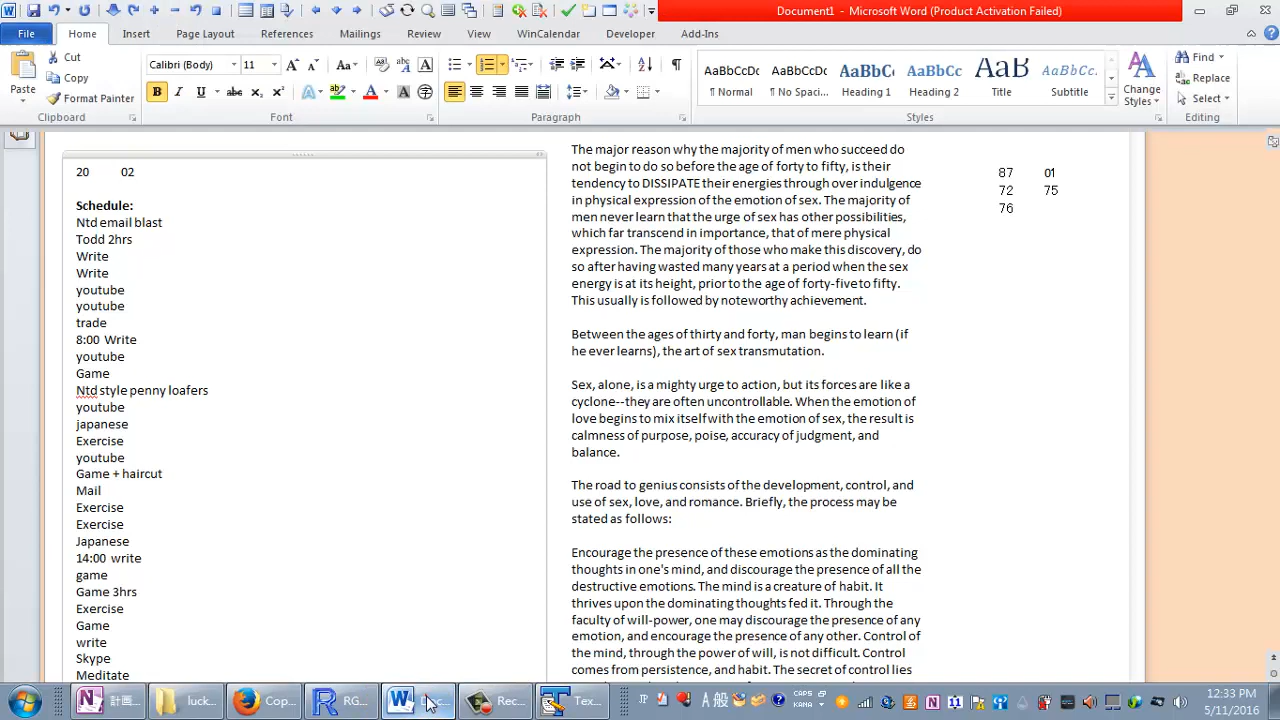 Document1 - Microsoft Word (Product Activation Failed)
File
Home
Insert
Page Layout
References
Mailings
Review
View
WinCalendar
Developer
Add-Ins
Paste
Cut
Copy
Format Painter
Clipboard
Calibri (Body)
11
Font
Paragraph
AaBbCcDc
¶ Normal
AaBbCcDc
¶ No Spaci...
AaBbC
Heading 1
AaBbCc
Heading 2
AaB
Title
AaBbCc.
Subtitle
Change
Styles
Styles
Find
Replace
Select
Editing
20 02
Schedule:
Ntd email blast
Todd 2hrs
Write
Write
youtube
youtube
trade
8:00 Write
youtube
Game
Ntd style penny loafers
youtube
japanese
Exercise
youtube
Game + haircut
Mail
Exercise
Exercise
Japanese
14:00 write
game
Game 3hrs
Exercise
Game
write
Skype
Meditate
The major reason why the majority of men who succeed do
not begin to do so before the age of forty to fifty, is their
tendency to DISSIPATE their energies through over indulgence
in physical expression of the emotion of sex. The majority of
men never learn that the urge of sex has other possibilities,
which far transcend in importance, that of mere physical
expression. The majority of those who make this discovery, do
so after having wasted many years at a period when the sex
energy is at its height, prior to the age of forty-five to fifty.
This usually is followed by noteworthy achievement.
Between the ages of thirty and forty, man begins to learn (if
he ever learns), the art of sex transmutation.
Sex, alone, is a mighty urge to action, but its forces are like a
cyclone--they are often uncontrollable. When the emotion of
love begins to mix itself with the emotion of sex, the result is
calmness of purpose, poise, accuracy of judgment, and
balance.
The road to genius consists of the development, control, and
use of sex, love, and romance. Briefly, the process may be
stated as follows:
Encourage the presence of these emotions as the dominating
thoughts in one's mind, and discourage the presence of all the
destructive emotions. The mind is a creature of habit. It
thrives upon the dominating thoughts fed it. Through the
faculty of will-power, one may discourage the presence of any
emotion, and encourage the presence of any other. Control of
the mind, through the power of will, is not difficult. Control
comes from persistence, and habit. The secret of control lies
87 01
72 75
76
計画...
luck...
Cop...
RG...
Rec...
Tex...
JP
A 般
CAPS
KANA
11
12:33 PM
5/11/2016